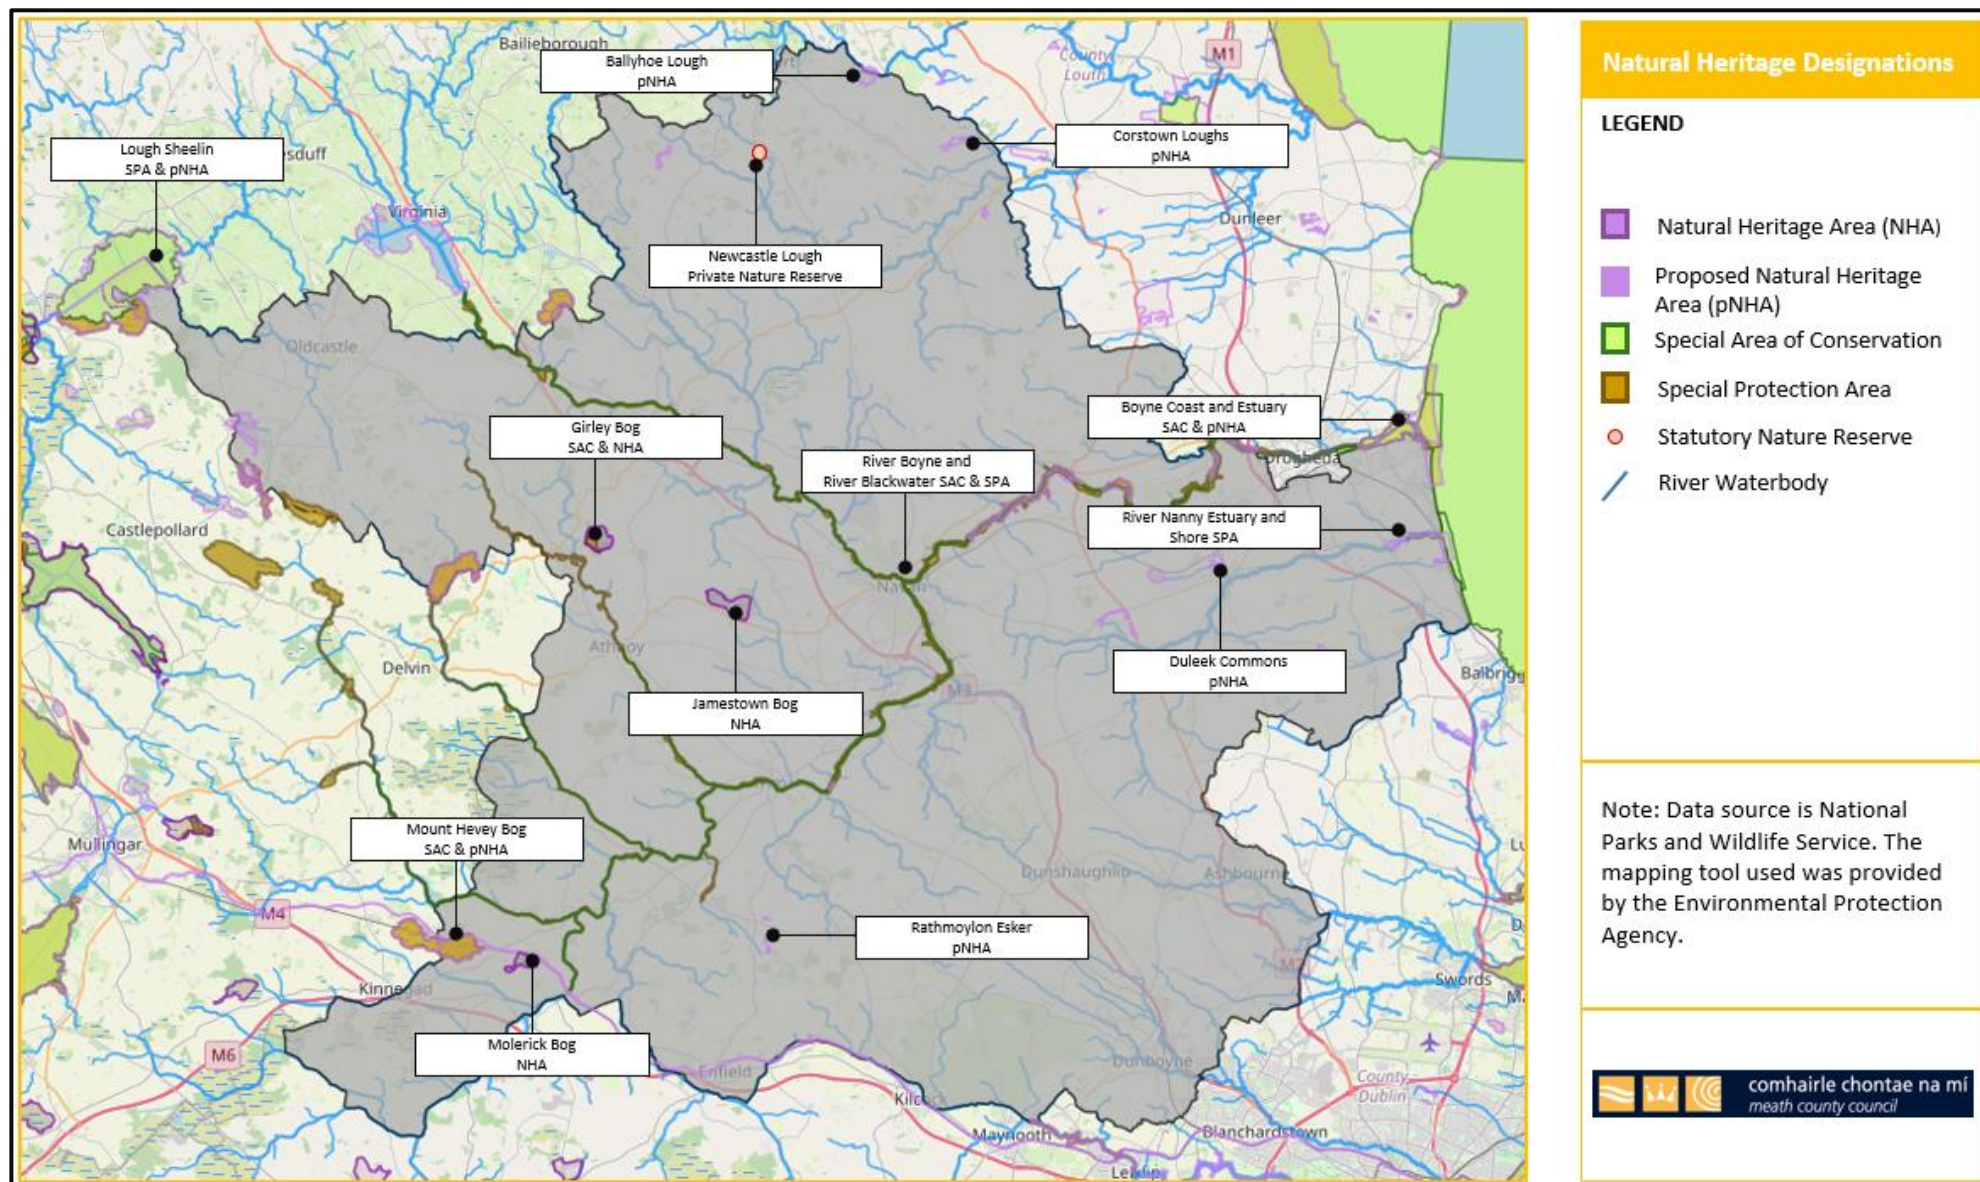 Bailieborough
Ballyhoe Lough
pNHA
County
Louth
M1
Lough Sheelin
SPA & pNHA
Corstown Loughs
pNHA
Virginia
Dunleer
Newcastle Lough
Private Nature Reserve
Oldcastle
Boyne Coast and Estuary
SAC & pNHA
Girley Bog
SAC & NHA
River Boyne and
River Blackwater SAC & SPA
Drogheda
Castlepollard
River Nanny Estuary and
Shore SPA
Navan
Athboy
Delvin
Duleek Commons
pNHA
Balbrigg
Jamestown Bog
NHA
M3
Mount Hevey Bog
SAC & pNHA
Mullingar
Dunshaughlin
Ashbourne
M4
Rathmoylon Esker
pNHA
Kinnegad
Swords
M2
Molerick Bog
NHA
M6
Enfield
Dunboyne
County
Dublin
Kilcock
Maynooth
Blanchardstown
Leixlip
Natural Heritage Designations
LEGEND
Natural Heritage Area (NHA)
Proposed Natural Heritage
Area (pNHA)
Special Area of Conservation
Special Protection Area
Statutory Nature Reserve
River Waterbody
Note: Data source is National
Parks and Wildlife Service. The
mapping tool used was provided
by the Environmental Protection
Agency.
comhairle chontae na mí
meath county council